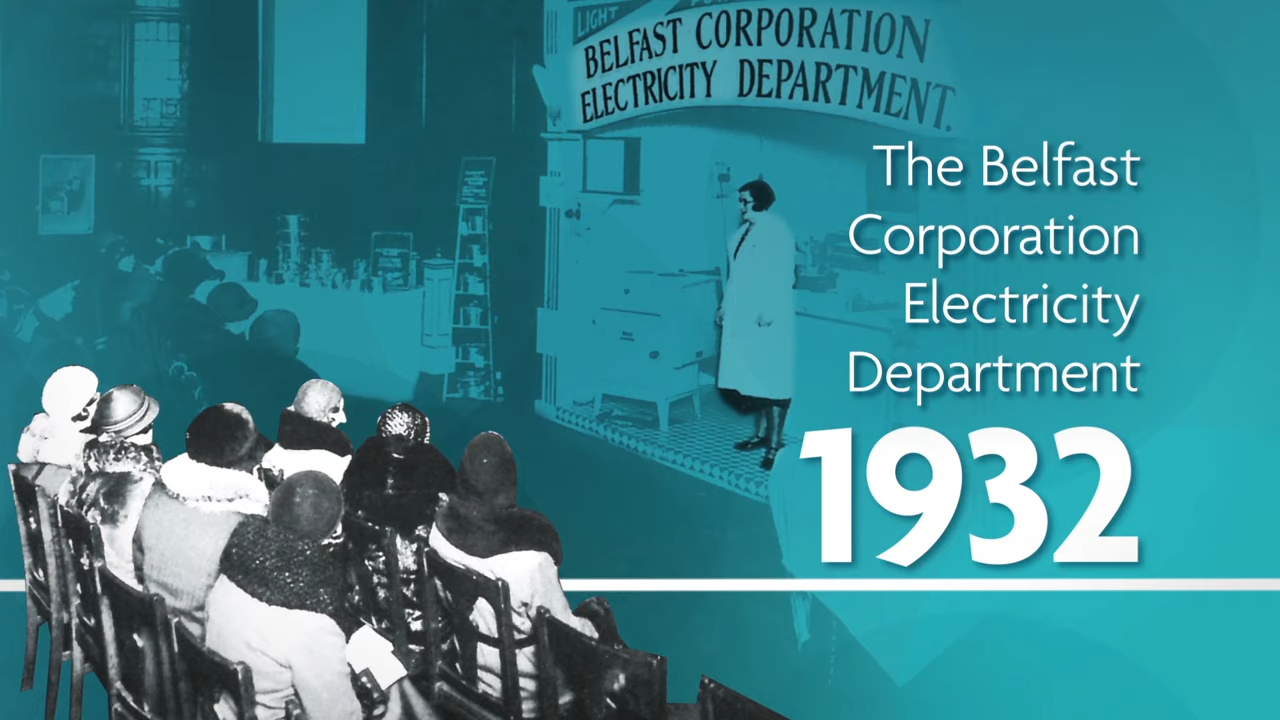 LIGHT
BELFAST CORPORATION
ELECTRICITY DEPARTMENT.
The Belfast
Corporation
Electricity
Department
1932